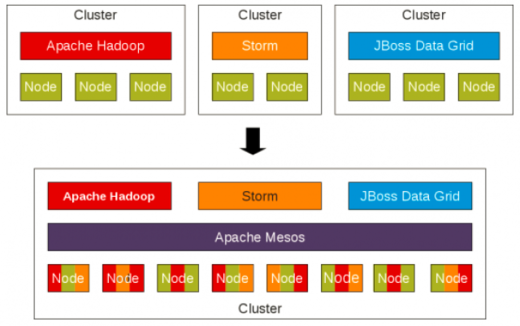 Cluster Cluster Cluster
Apache Hadoop Storm JBoss Data Grid
Node Node Node Node Node Node Node Node
Apache Hadoop Storm JBoss Data Grid
Apache Mesos
Node Node Node Node Node Node Node Node
Cluster